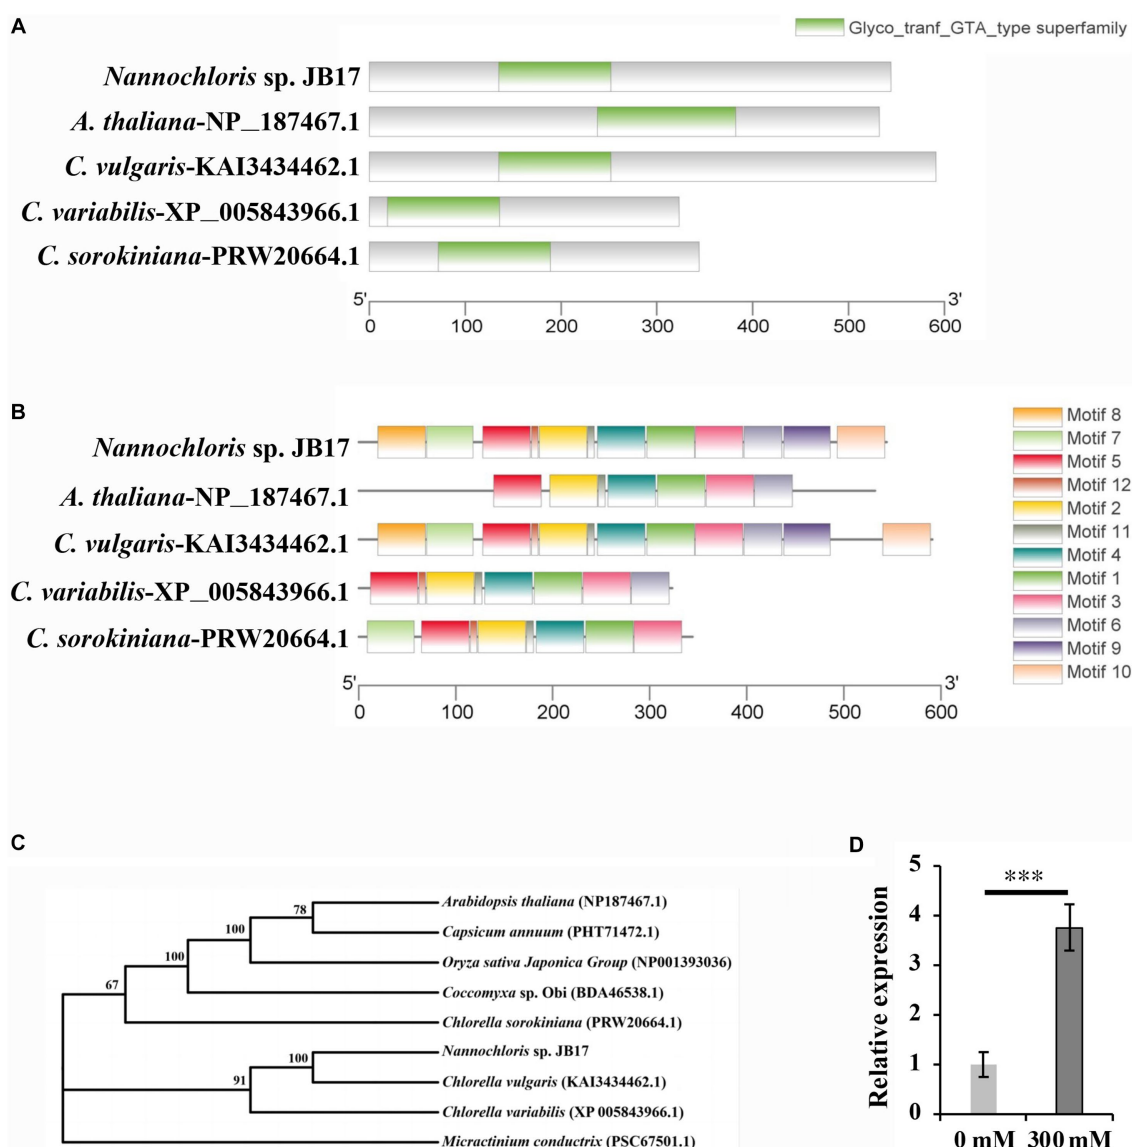 A
Glyco_tranf_GTA_type superfamily
Nannochloris sp. JB17
A. thaliana-NP_187467.1
C. vulgaris-KAI3434462.1
C. variabilis-XP_005843966.1
C. sorokiniana-PRW20664.1
5' 3'
0 100 200 300 400 500 600
B
Nannochloris sp. JB17
A. thaliana-NP_187467.1
C. vulgaris-KAI3434462.1
C. variabilis-XP_005843966.1
C. sorokiniana-PRW20664.1
5' 3'
0 100 200 300 400 500 600
Motif 8
Motif 7
Motif 5
Motif 12
Motif 2
Motif 11
Motif 4
Motif 1
Motif 3
Motif 6
Motif 9
Motif 10
C
78
100
100
67
100
91
Arabidopsis thaliana (NP187467.1)
Capsicum annuum (PHT71472.1)
Oryza sativa Japonica Group (NP001393036)
Coccomyxa sp. Obi (BDA46538.1)
Chlorella sorokiniana (PRW20664.1)
Nannochloris sp. JB17
Chlorella vulgaris (KAI3434462.1)
Chlorella variabilis (XP 005843966.1)
Micractinium conductrix (PSC67501.1)
D
Relative expression
5
4
3
2
1
0
***
0 mM 300 mM